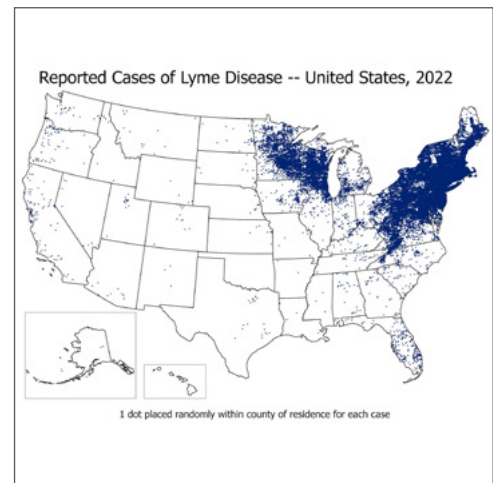 Reported Cases of Lyme Disease -- United States, 2022
1 dot placed randomly within county of residence for each case